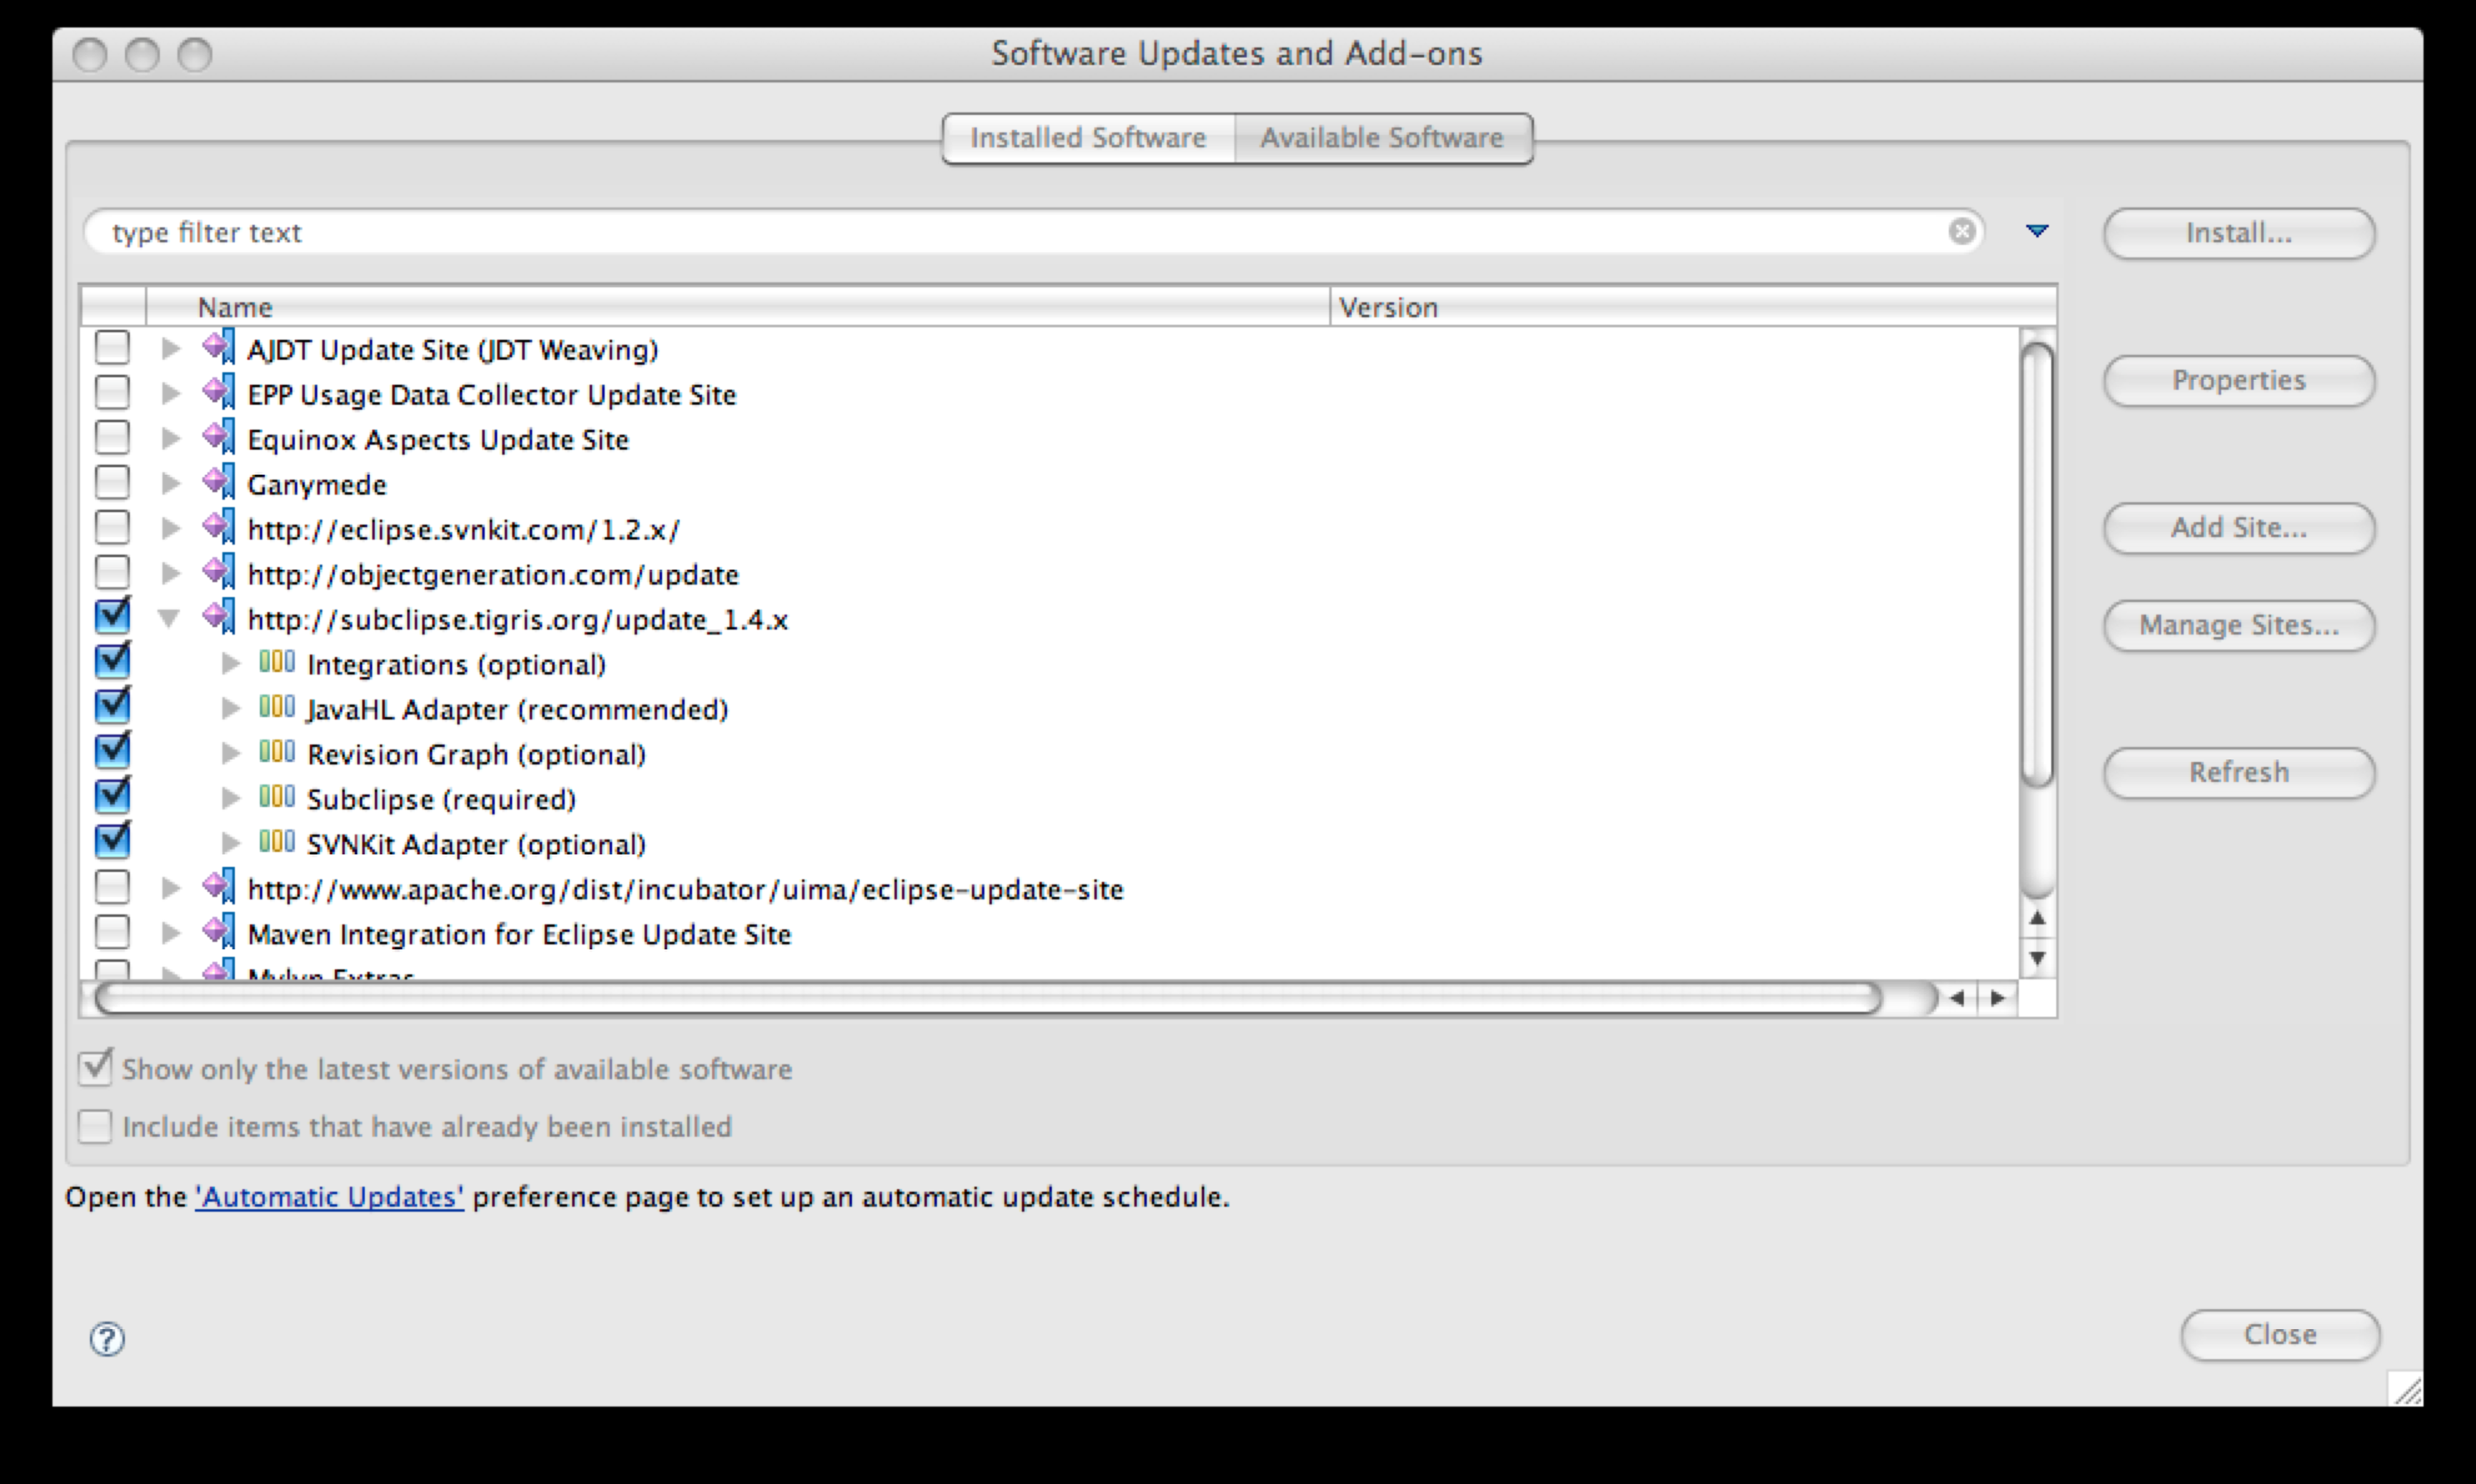 Software Updates and Add-ons
Installed Software
Available Software
type filter text
Install...
Name
Version
AJDT Update Site (JDT Weaving)
EPP Usage Data Collector Update Site
Properties
Equinox Aspects Update Site
Ganymede
http://eclipse.svnkit.com/1.2.x/
Add Site...
http://objectgeneration.com/update
http://subclipse.tigris.org/update_1.4.x
Manage Sites...
Integrations (optional)
JavaHL Adapter (recommended)
Revision Graph (optional)
Refresh
Subclipse (required)
SVNKit Adapter (optional)
http://www.apache.org/dist/incubator/uima/eclipse-update-site
Maven Integration for Eclipse Update Site
Mylyn Extras
Show only the latest versions of available software
Include items that have already been installed
Open the 'Automatic Updates' preference page to set up an automatic update schedule.
?
Close